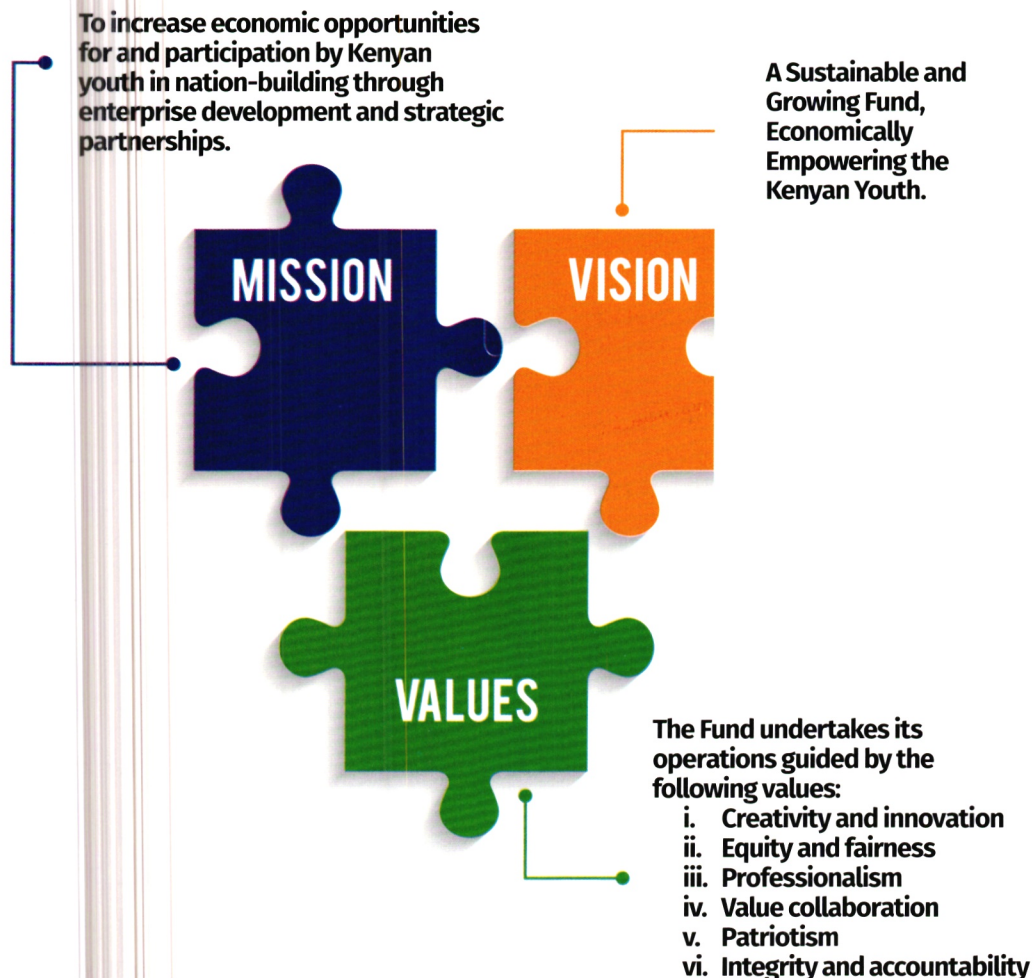 To increase economic opportunities
for and participation by Kenyan
youth in nation-building through
enterprise development and strategic
partnerships.
A Sustainable and
Growing Fund,
Economically
Empowering the
Kenyan Youth.
MISSION
VISION
VALUES
The Fund undertakes its
operations guided by the
following values:
i. Creativity and innovation
ii. Equity and fairness
iii. Professionalism
iv. Value collaboration
v. Patriotism
vi. Integrity and accountability